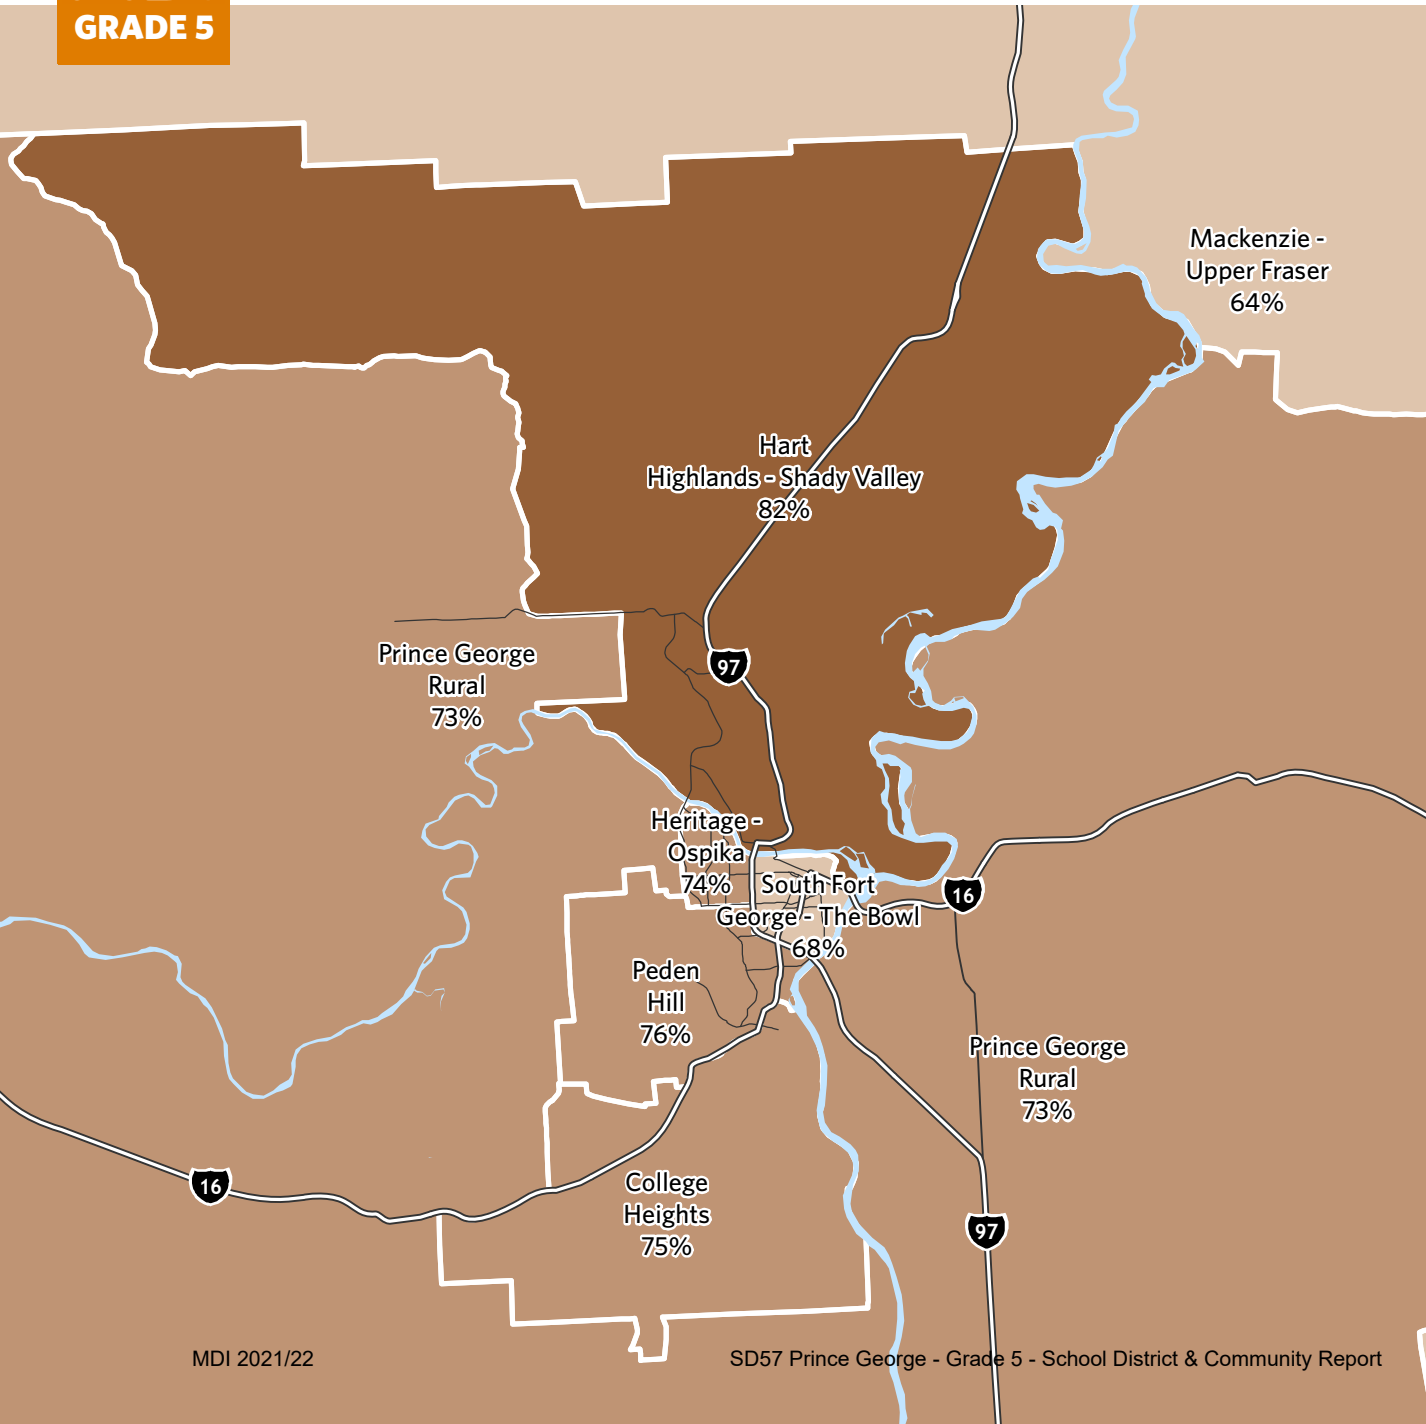 GRADE 5
Mackenzie -
Upper Fraser
64%
Hart
Highlands - Shady Valley
82%
Prince George
Rural
73%
97
Heritage -
Ospika
74%
South Fort
George - The Bowl
68%
16
Peden
Hill
76%
Prince George
Rural
73%
16
College
Heights
75%
97
MDI 2021/22
SD57 Prince George - Grade 5 - School District & Community Report